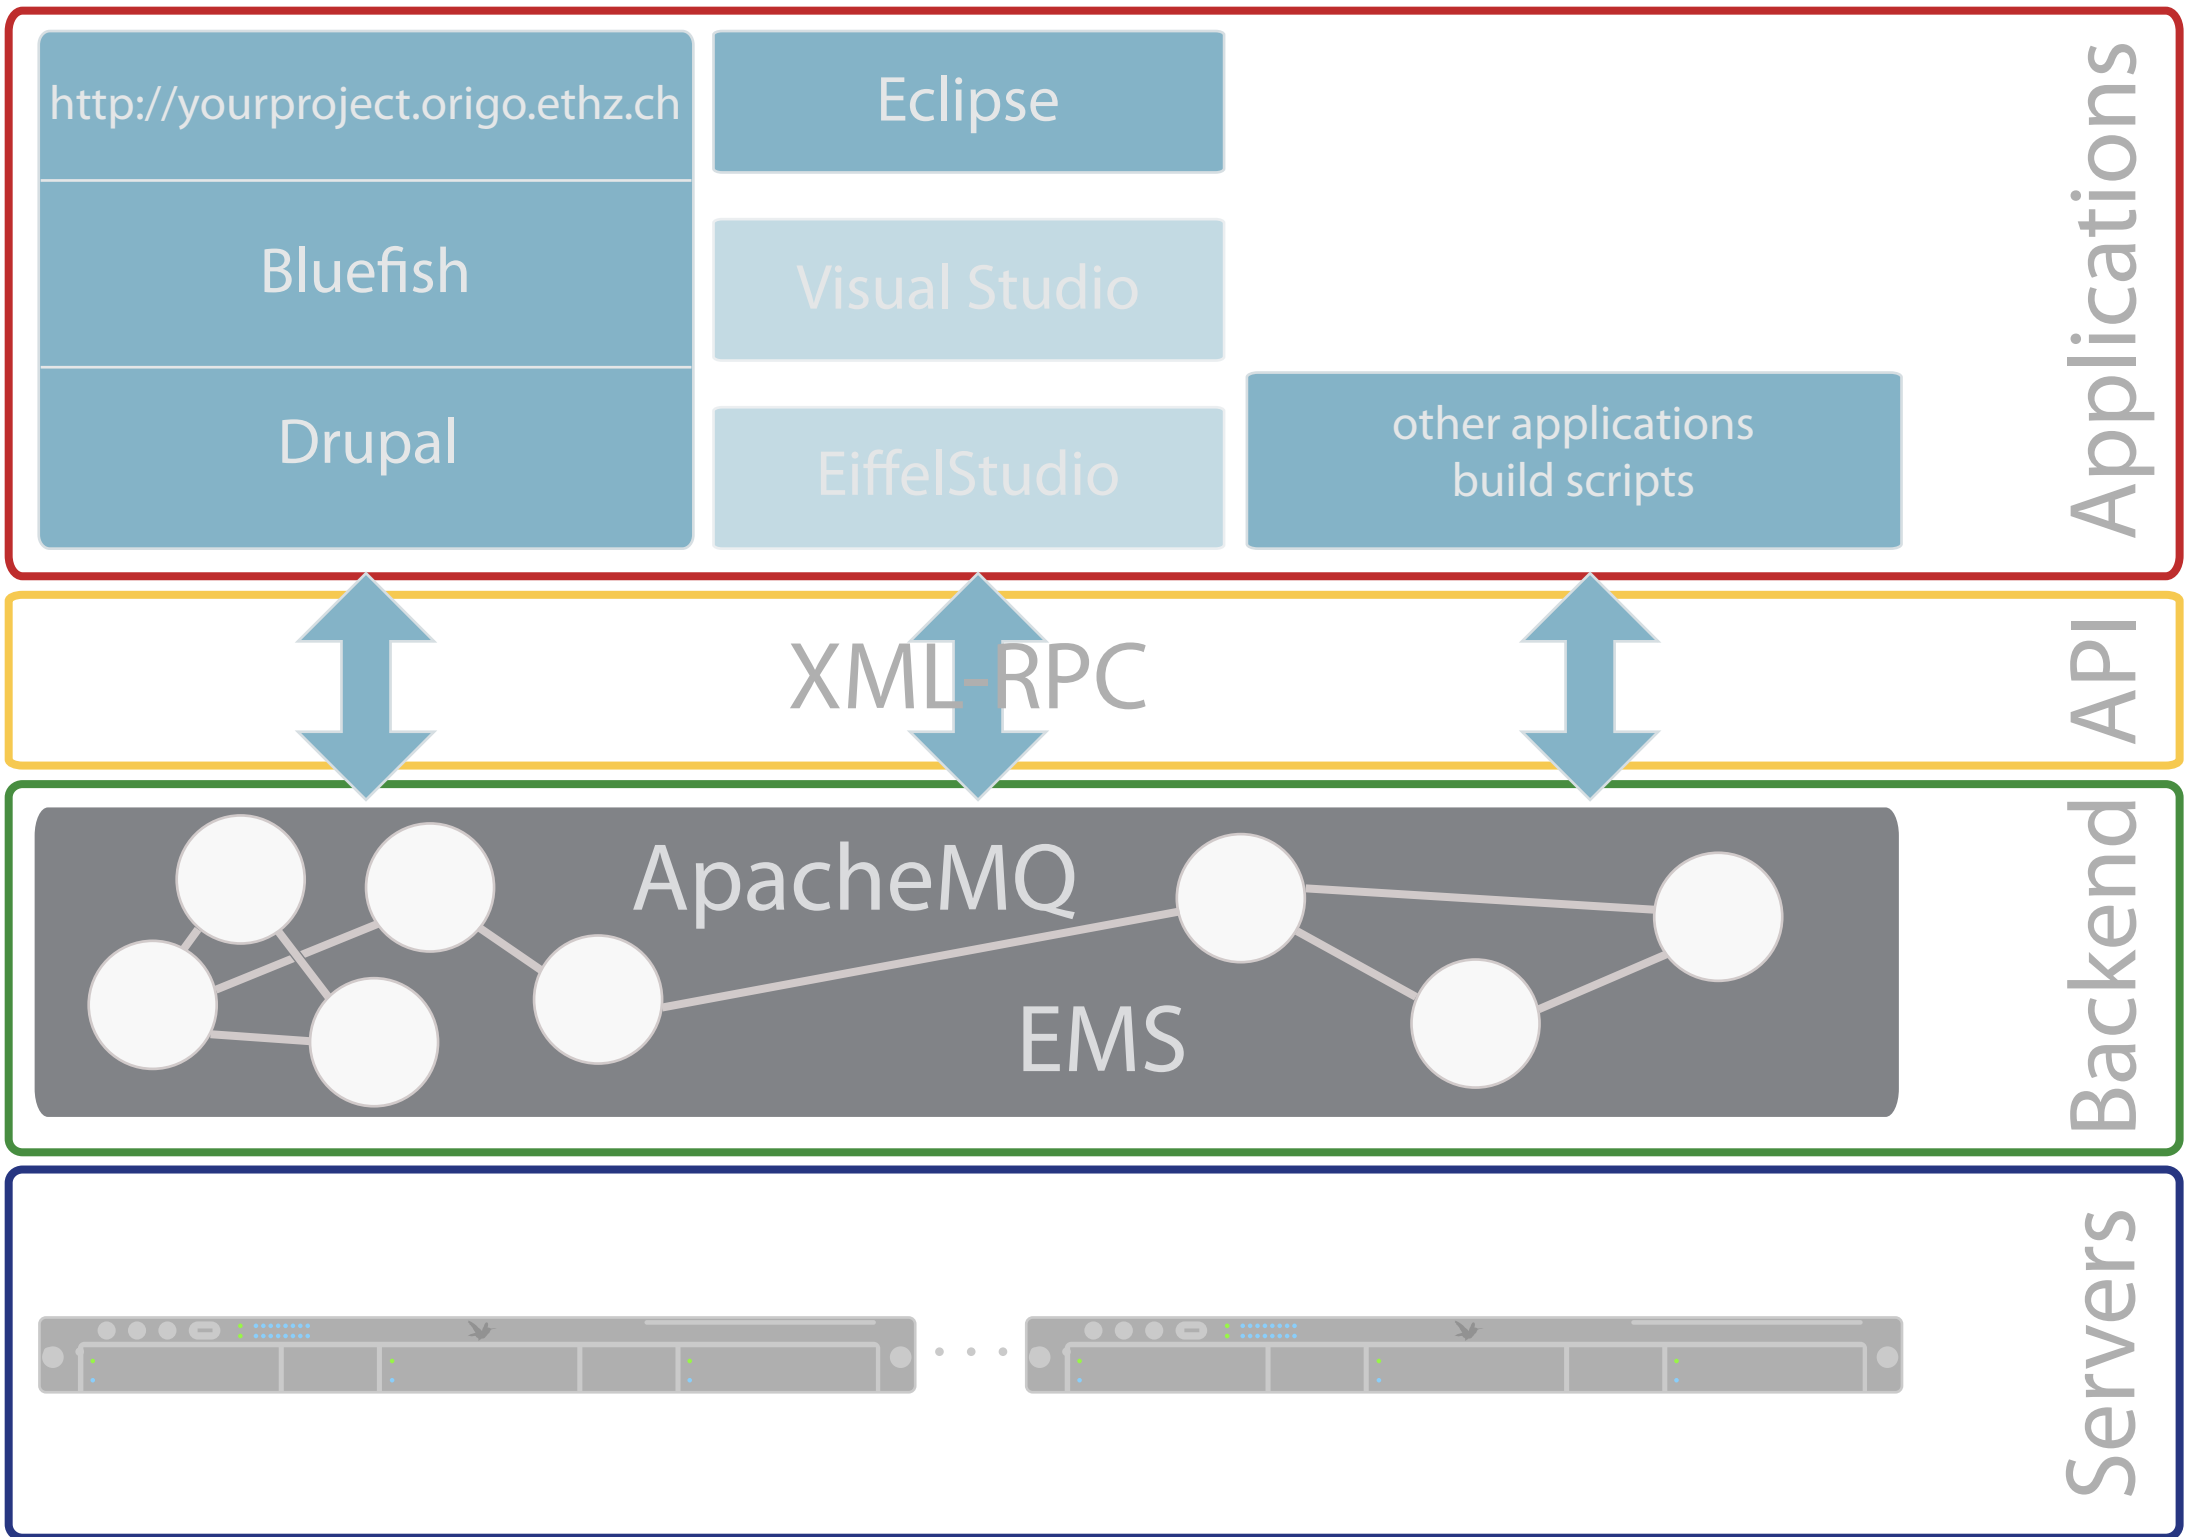 http://yourproject.origo.ethz.ch
Bluefish
Drupal
Eclipse
Visual Studio
EiffelStudio
other applications
build scripts
Applications
XML-RPC
API
ApacheMQ
EMS
Backend
Servers